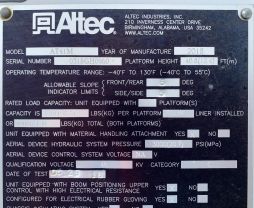 Altec
ALTEC INDUSTRIES, INC.
210 INVERNESS CENTER DRIVE
BIRMINGHAM, ALABAMA, USA 35242
WWW.ALTEC.COM
MODEL YEAR OF MANUFACTURE 2015
SERIAL NUMBER PLATFORM HEIGHT FT(m)
OPERATING TEMPERATURE RANGE: -40°F TO 130°F (-40°C TO 55°C)
ALLOWABLE SLOPE FRONT/REAR
INDICATOR LIMITS SIDE/SIDE
RATED LOAD CAPACITY: UNIT EQUIPPED WITH PLATFORM(S)
CAPACITY LBS(KG) PER PLATFORM LINER INSTALLED
OR LBS(KG) TOTAL (BOTH PLATFORMS)
UNIT EQUIPPED WITH MATERIAL HANDLING ATTACHMENT YES NO
AERIAL DEVICE HYDRAULIC SYSTEM PRESSURE PSI(MPa)
AERIAL DEVICE CONTROL SYSTEM VOLTAGE
QUALIFICATION VOLTAGE 46 KV CATEGORY
DATE OF TEST
UNIT EQUIPPED WITH BOOM POSITIONING UPPER
CONTROL WITH HIGH ELECTRICAL RESISTANCE YES NO
CONFIGURED FOR ELECTRICAL RUBBER GLOVING YES NO